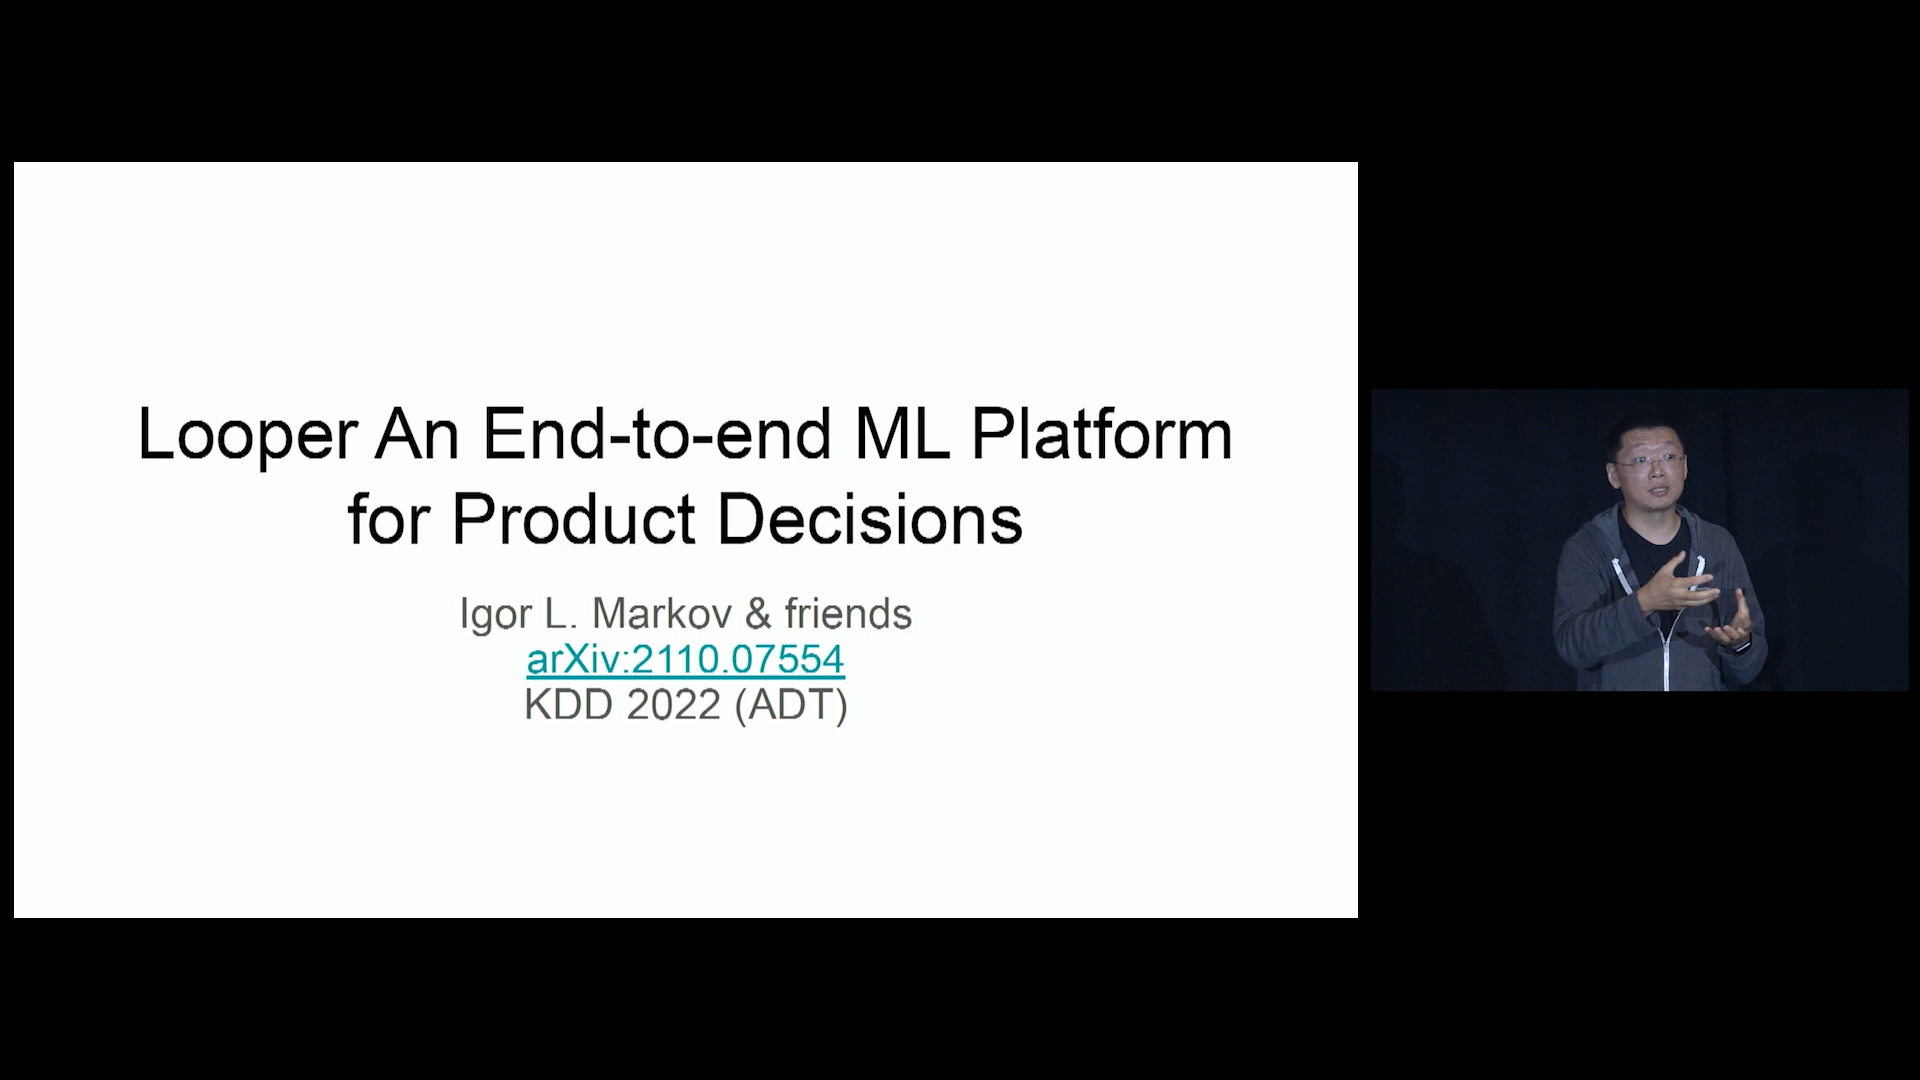 Looper An End-to-end ML Platform
for Product Decisions
Igor L. Markov & friends
arXiv:2110.07554
KDD 2022 (ADT)